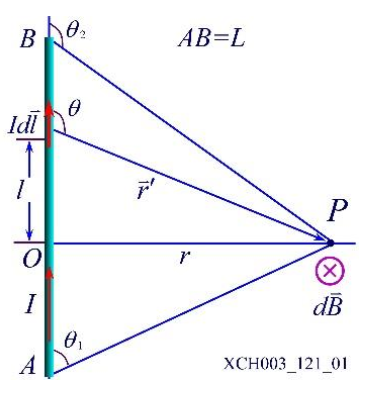 B
θ₂
AB=L
Idl⃗
θ
l
r⃗′
P
O
r
dB⃗
I
θ₁
A
XCH003_121_01